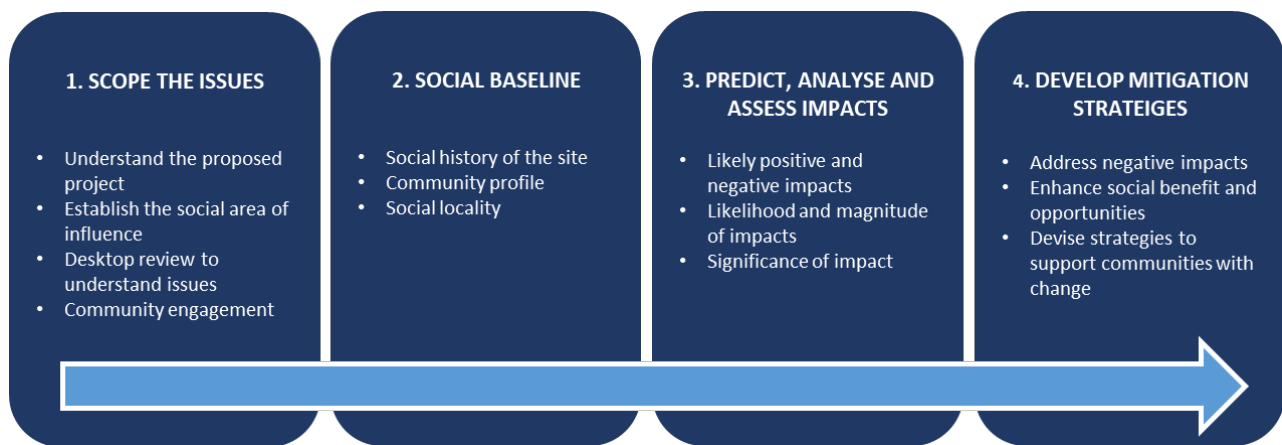 1. SCOPE THE ISSUES
• Understand the proposed
project
• Establish the social area of
influence
• Desktop review to
understand issues
• Community engagement
2. SOCIAL BASELINE
• Social history of the site
• Community profile
• Social locality
3. PREDICT, ANALYSE AND
ASSESS IMPACTS
• Likely positive and
negative impacts
• Likelihood and magnitude
of impacts
• Significance of impact
4. DEVELOP MITIGATION
STRATEIGES
• Address negative impacts
• Enhance social benefit and
opportunities
• Devise strategies to
support communities with
change